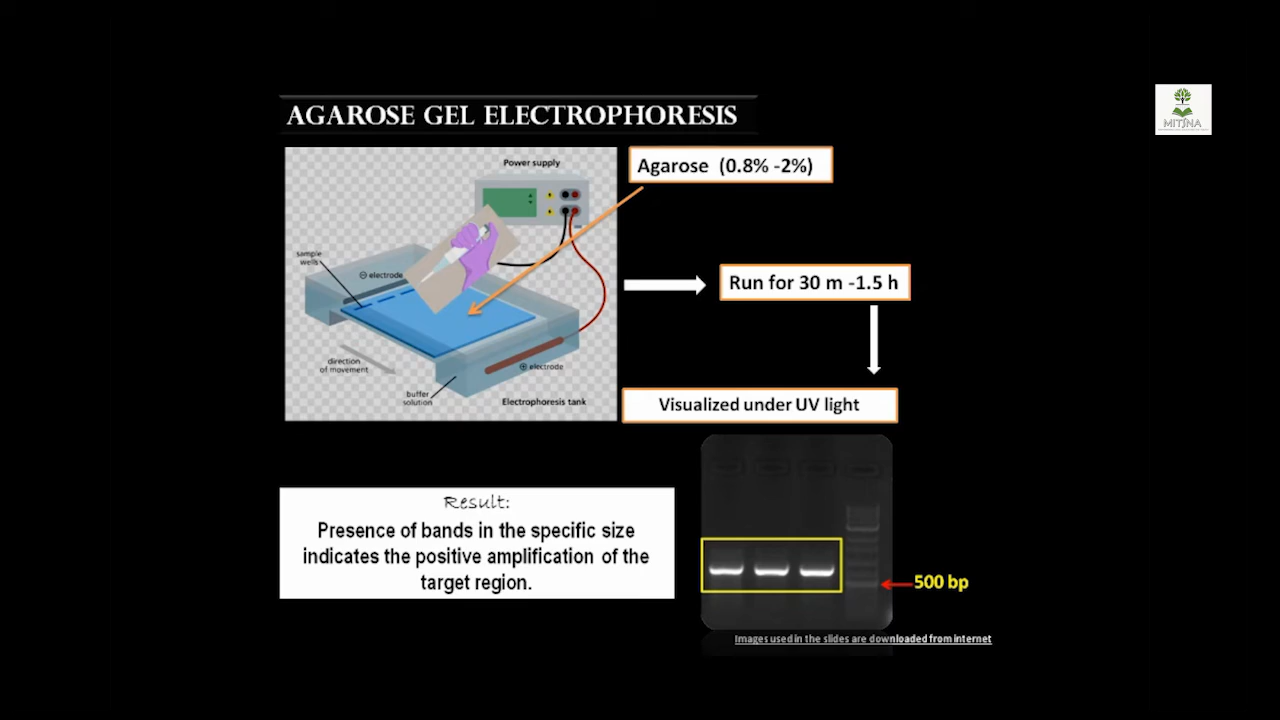 AGAROSE GEL ELECTROPHORESIS
MITSNA
Power supply
Agarose (0.8% -2%)
sample
wells
⊖ electrode
Run for 30 m -1.5 h
direction
of movement
⊕ electrode
buffer
solution
Electrophoresis tank
Visualized under UV light
Result:
Presence of bands in the specific size
indicates the positive amplification of the
target region.
500 bp
Images used in the slides are downloaded from internet